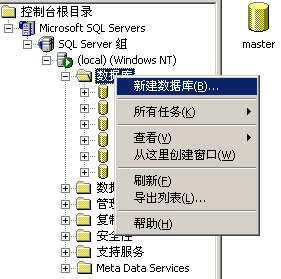 控制台根目录
Microsoft SQL Servers
SQL Server 组
(local) (Windows NT)
数据库
master
新建数据库(B)...
所有任务(K)
查看(V)
从这里创建窗口(W)
刷新(F)
导出列表(L)...
帮助(H)
数据
管理
复制
安全性
支持服务
Meta Data Services